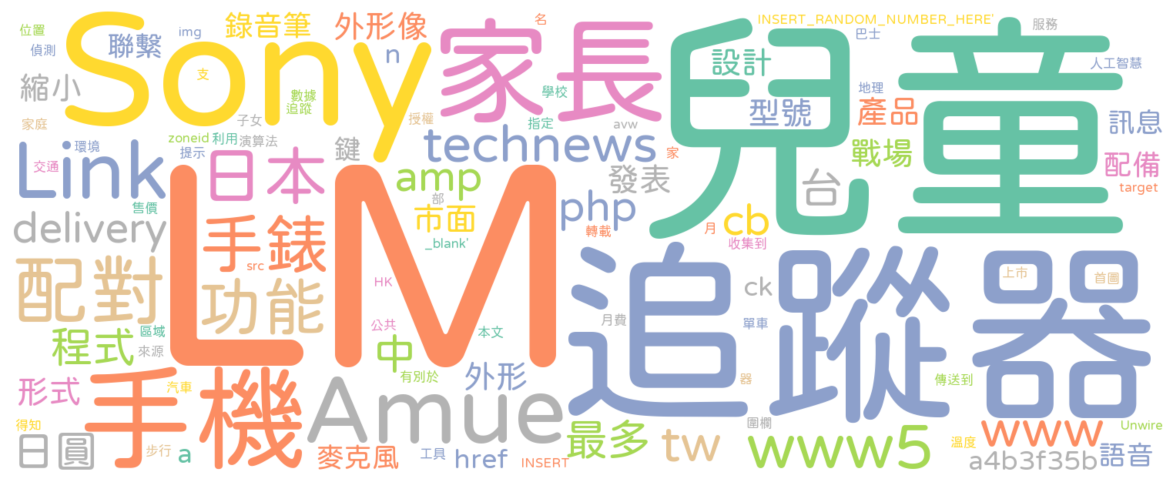 位置
Sony
聯繫
img
錄音筆
外形像
名
家長
兒童
INSERT_RANDOM_NUMBER_HERE'
巴士
服務
人工智慧
偵測
縮小
支
數據
追蹤
n
設計
型號
產品
訊息
家庭
zoneid
利用
子女
演算法
授權
學校
指定
avw
地理
交通
環境
提示
鍵
technews
家
戰場
配備
Link
日本
amp
發表
台
target
售價
delivery
手錶
src
LM
部
市面
_blank'
php
轉載
月
cb
收集到
配對
功能
HK
追蹤器
ck
上市
首圖
區域
程式
來源
公共
中
本文
月費
單車
有別於
形式
手機
汽車
外形
器
傳送到
Amue
得知
日圓
步行
a
麥克風
工具
href
INSERT
最多
tw
圍欄
www5
溫度
www
a4b3f35b
Unwire
語音